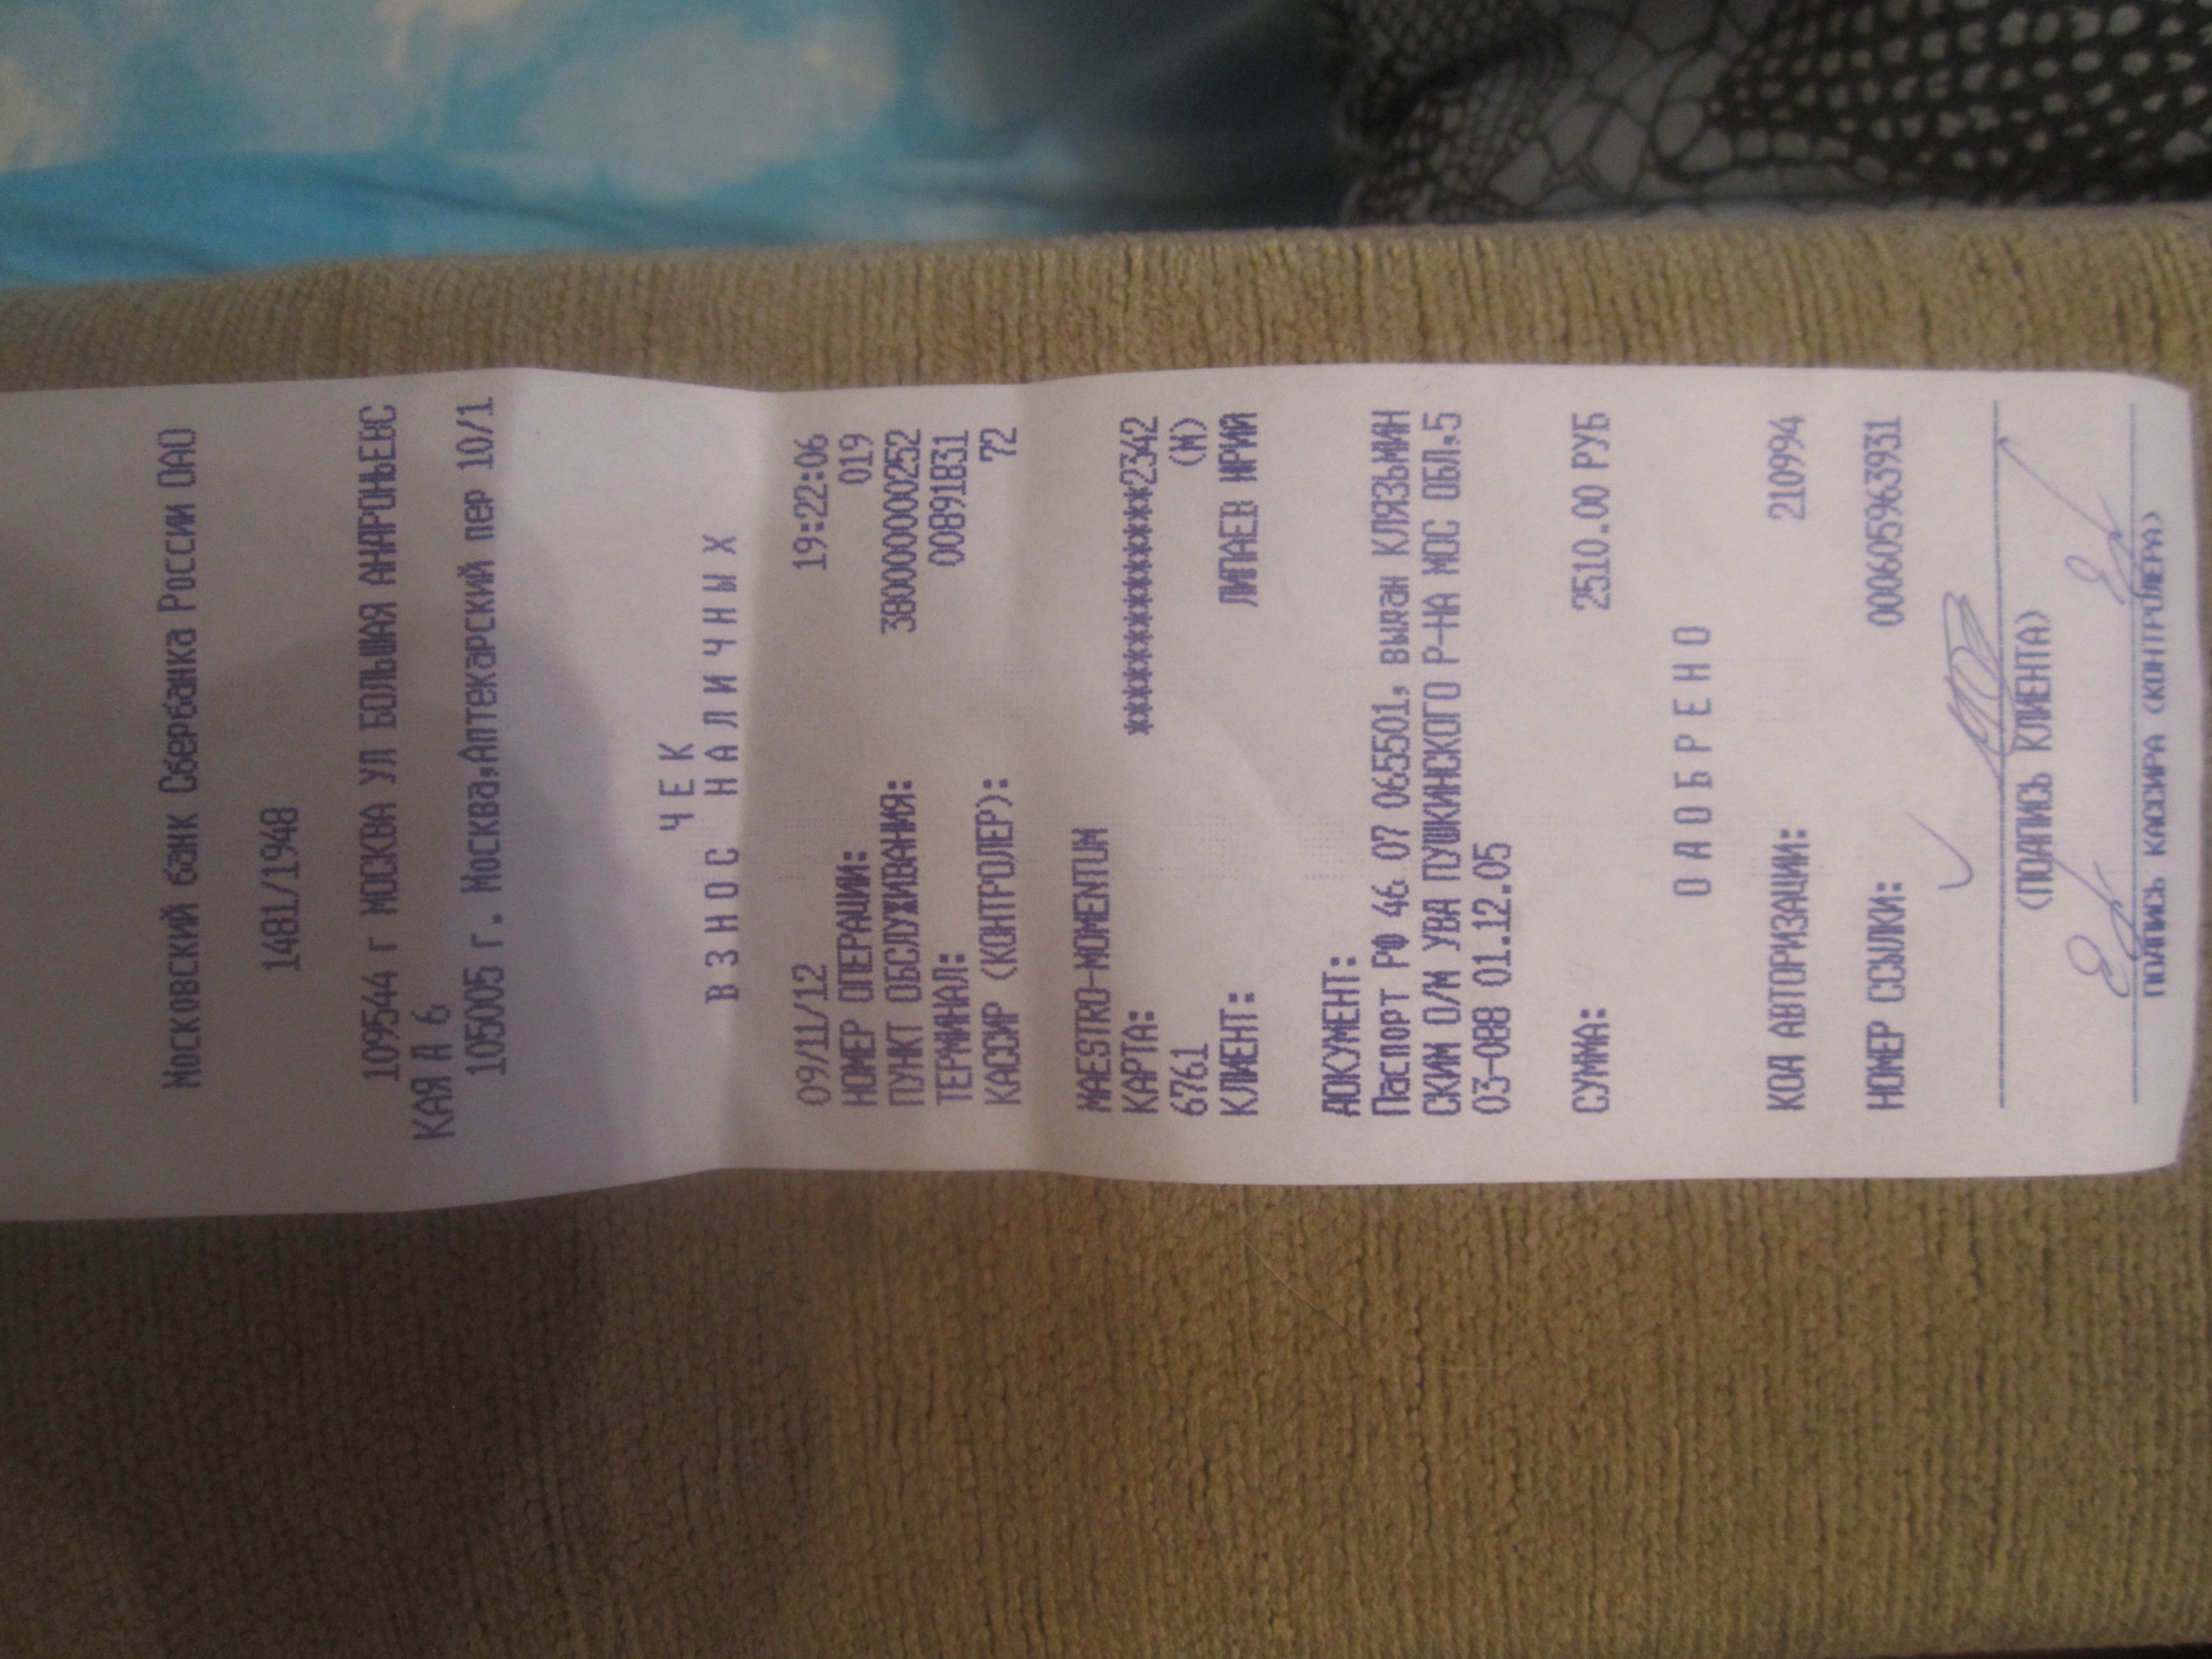 Московский банк Сбербанка России ОАО
1481/1948
109544 г МОСКВА УЛ БОЛЬШАЯ АНДРОНЬЕВС
КАЯ Д 6
105005 г. Москва,Аптекарский пер 10/1
ЧЕК
ВЗНОС НАЛИЧНЫХ
09/11/12 19:22:06
НОМЕР ОПЕРАЦИИ: 019
ПУНКТ ОБСЛУЖИВАНИЯ: 380000000252
ТЕРМИНАЛ: 00891831
КАССИР (КОНТРОЛЕР): 72
MAESTRO-MOMENTUM
КАРТА: **************2342
6761 (М)
КЛИЕНТ: ЛИПАЕВ ЮРИЙ
ДОКУМЕНТ:
Паспорт РФ 46 07 065501, выдан КЛЯЗЬМИН
СКИМ О/М УВД ПУШКИНСКОГО Р-НА МОС ОБЛ,5
03-088 01.12.05
СУММА: 2510.00 РУБ
ОДОБРЕНО
КОД АВТОРИЗАЦИИ: 210994
НОМЕР ССЫЛКИ: 000605963931
(ПОДПИСЬ КЛИЕНТА)
ПОДПИСЬ КАССИРА (КОНТРОЛЕРА)